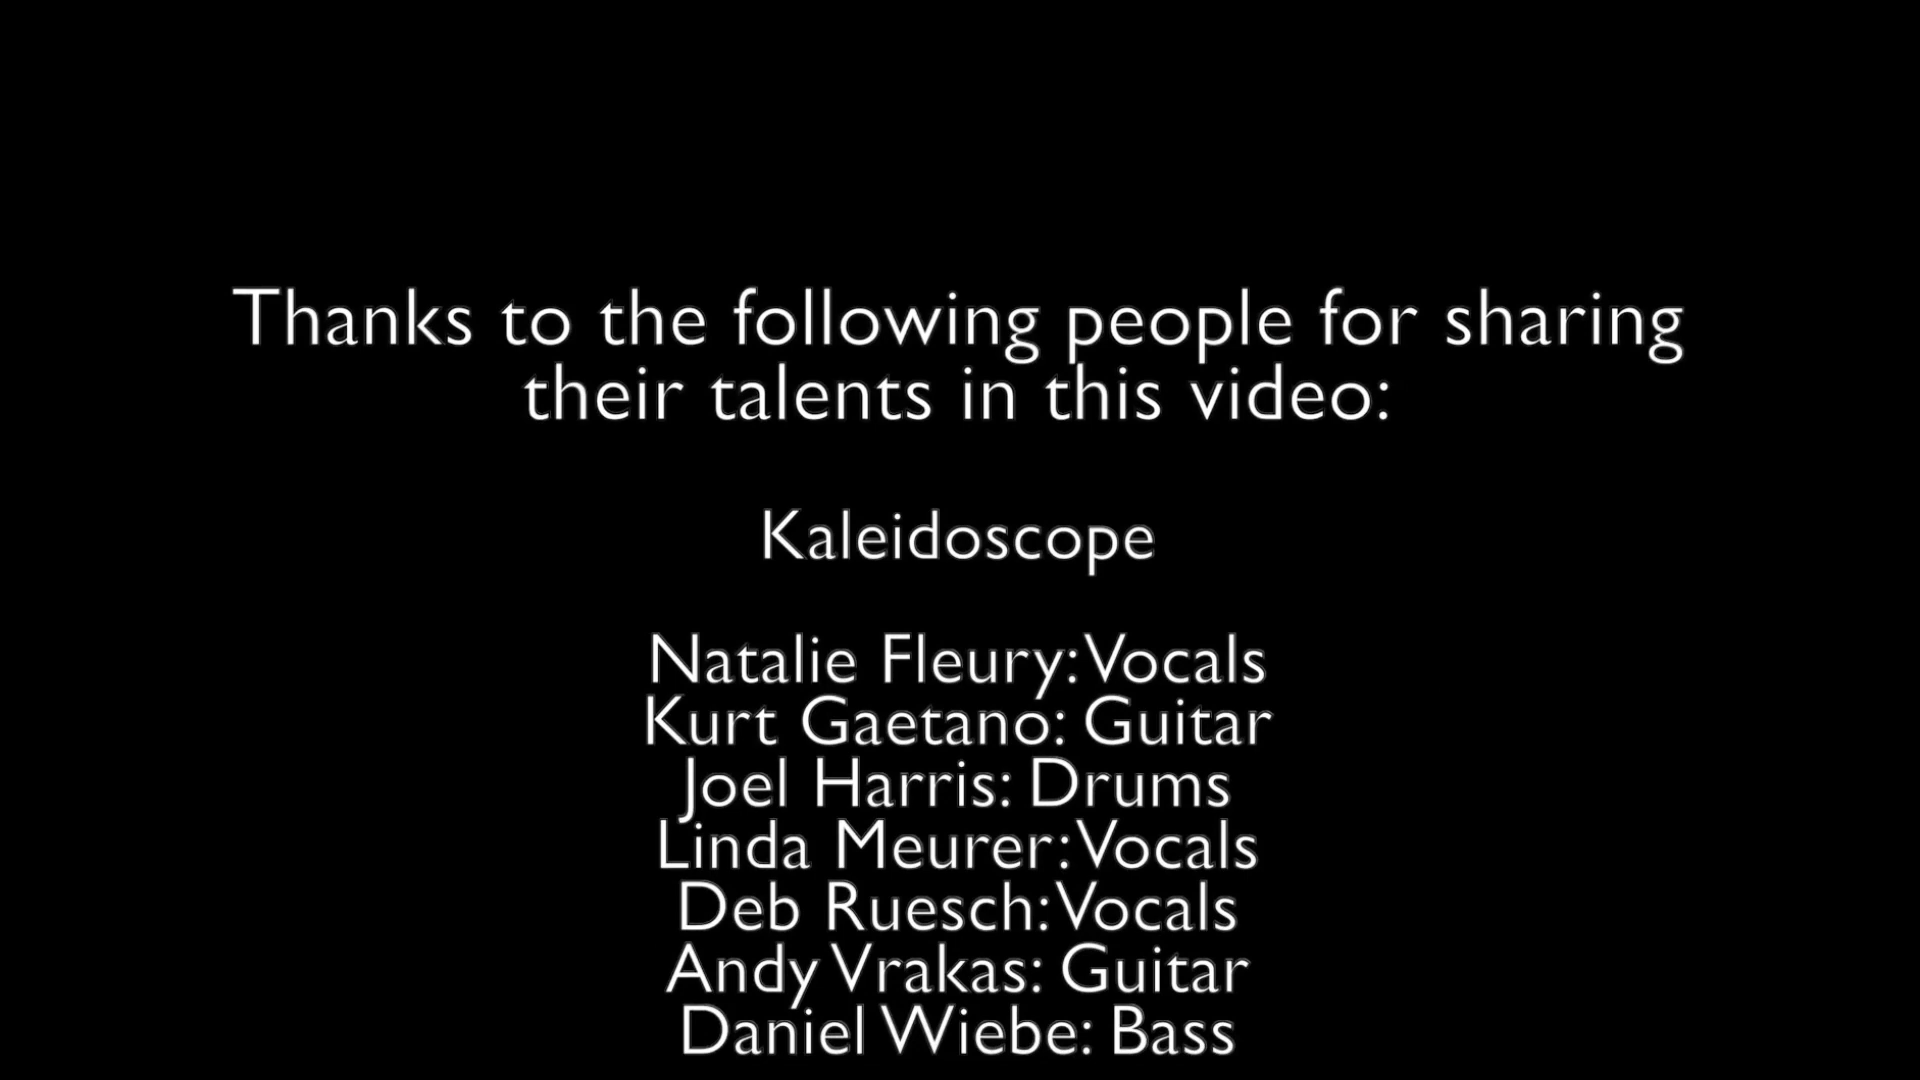 Thanks to the following people for sharing
their talents in this video:
Kaleidoscope
Natalie Fleury: Vocals
Kurt Gaetano: Guitar
Joel Harris: Drums
Linda Meurer: Vocals
Deb Ruesch: Vocals
Andy Vrakas: Guitar
Daniel Wiebe: Bass